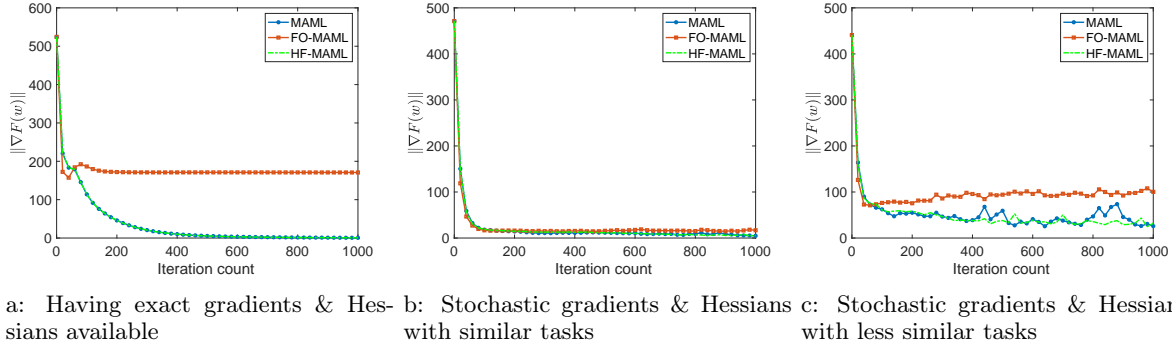 600
500
400
300
200
100
0
0 200 400 600 800 1000
Iteration count
‖∇F(w)‖
MAML
FO-MAML
HF-MAML
a: Having exact gradients & Hes-
sians available
500
400
300
200
100
0
0 200 400 600 800 1000
Iteration count
‖∇F(w)‖
MAML
FO-MAML
HF-MAML
b: Stochastic gradients & Hessians
with similar tasks
500
400
300
200
100
0
0 200 400 600 800 1000
Iteration count
‖∇F(w)‖
MAML
FO-MAML
HF-MAML
c: Stochastic gradients & Hessian
with less similar tasks